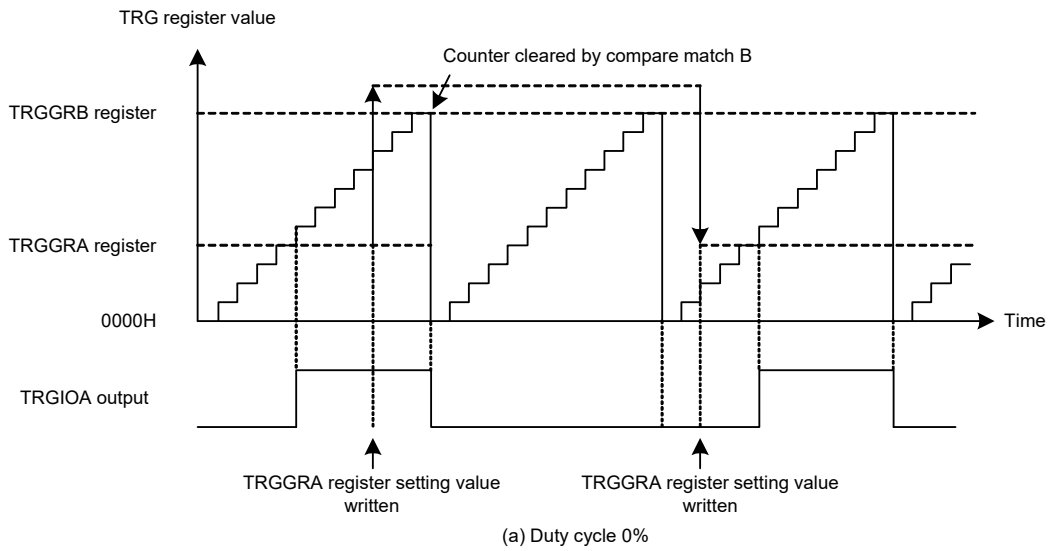 TRG register value
Counter cleared by compare match B
TRGGRB register
TRGGRA register
0000H
Time
TRGIOA output
TRGGRA register setting value
written
TRGGRA register setting value
written
(a) Duty cycle 0%